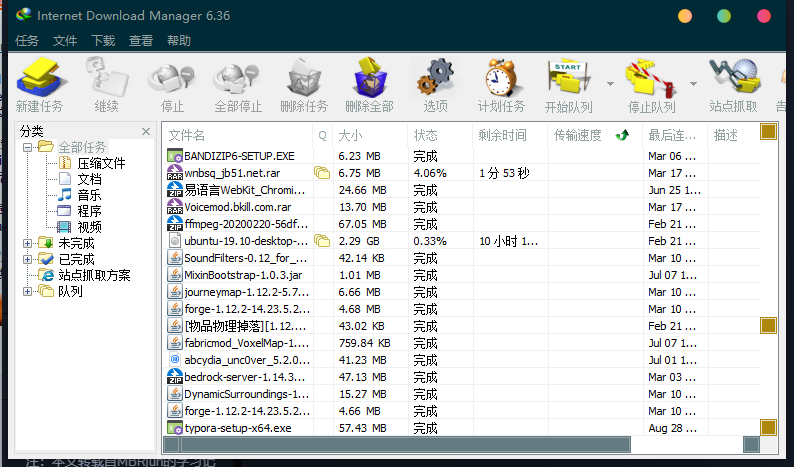 Internet Download Manager 6.36
任务 文件 下载 查看 帮助
START
新建任务 继续 停止 全部停止 删除任务 删除全部 选项 计划任务 开始队列 停止队列 站点抓取
分类
全部任务
压缩文件
文档
音乐
程序
视频
未完成
已完成
站点抓取方案
队列
文件名 Q 大小 状态 剩余时间 传输速度 最后连... 描述
BANDIZIP6-SETUP.EXE 6.23 MB 完成 Mar 06 ...
RAR wnbsq_jb51.net.rar 6.75 MB 4.06% 1 分 53 秒 Mar 17 ...
ZIP 易语言WebKit_Chromi... 24.66 MB 完成 Jun 25 1...
RAR Voicemod.bkill.com.rar 13.70 MB 完成 Mar 17 ...
ZIP ffmpeg-20200220-56df... 67.05 MB 完成 Feb 21 ...
ubuntu-19.10-desktop-... 2.29 GB 0.33% 10 小时 1... Feb 21 ...
SoundFilters-0.12_for_... 42.14 KB 完成 Mar 10 ...
MixinBootstrap-1.0.3.jar 1.01 MB 完成 Jul 07 1...
journeymap-1.12.2-5.7... 6.66 MB 完成 Mar 10 ...
forge-1.12.2-14.23.5.2... 4.68 MB 完成 Mar 10 ...
[物品物理掉落][1.12.... 43.02 KB 完成 Feb 21 ...
fabricmod_VoxelMap-1.... 759.84 KB 完成 Jul 07 1...
abcydia_unc0ver_5.2.0... 41.23 MB 完成 Jul 01 1...
ZIP bedrock-server-1.14.3... 47.13 MB 完成 Mar 03 ...
DynamicSurroundings-1.... 15.27 MB 完成 Mar 10 ...
forge-1.12.2-14.23.5.2... 4.66 MB 完成 Mar 10 ...
typora-setup-x64.exe 57.43 MB 完成 Aug 28 ...